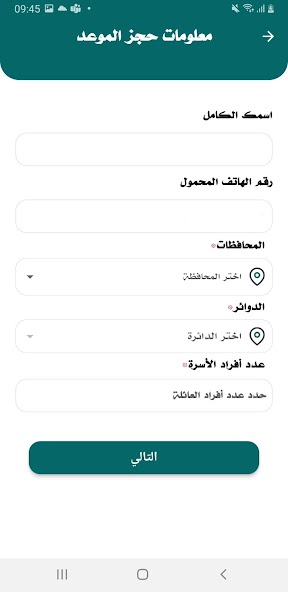 09:45
معلومات حجز الموعد
اسمك الكامل
رقم الهاتف المحمول
المحافظات*
اختر المحافظة
الدوائر*
اختر الدائرة
عدد أفراد الأسرة*
حدد عدد أفراد العائلة
التالي